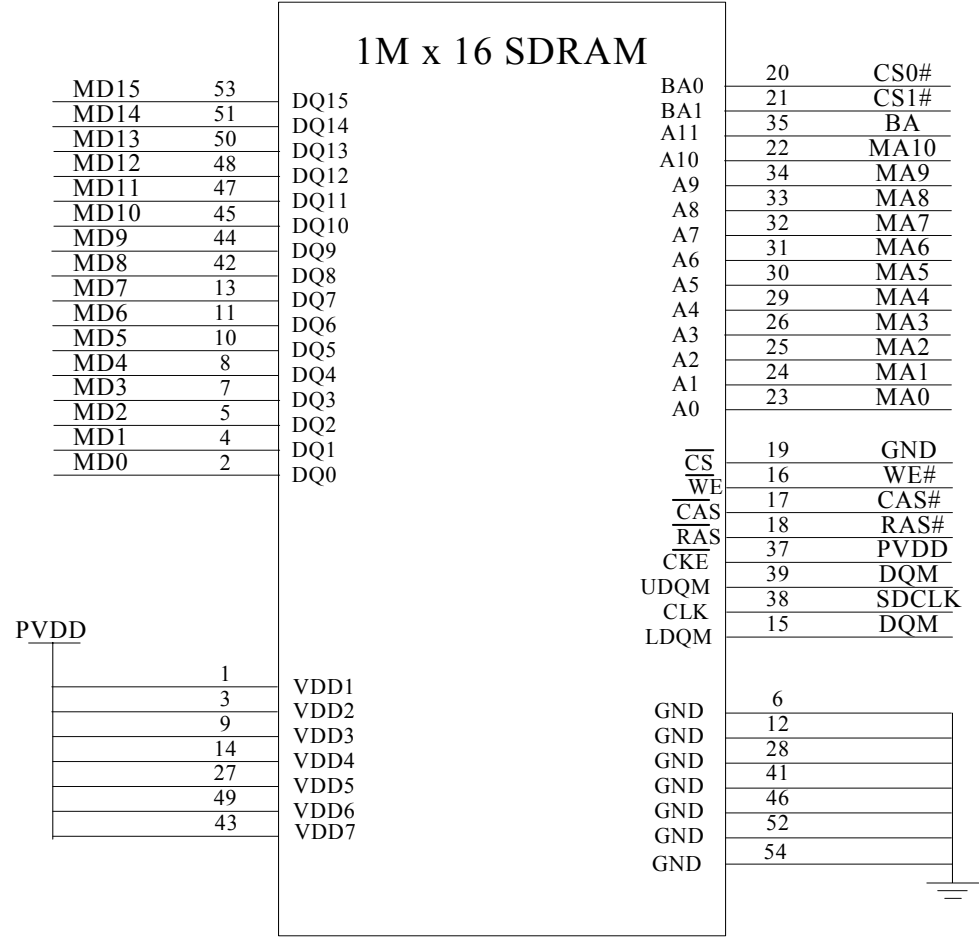 1M x 16 SDRAM
MD15 53 DQ15
MD14 51 DQ14
MD13 50 DQ13
MD12 48 DQ12
MD11 47 DQ11
MD10 45 DQ10
MD9 44 DQ9
MD8 42 DQ8
MD7 13 DQ7
MD6 11 DQ6
MD5 10 DQ5
MD4 8 DQ4
MD3 7 DQ3
MD2 5 DQ2
MD1 4 DQ1
MD0 2 DQ0
BA0 20 CS0#
BA1 21 CS1#
A11 35 BA
A10 22 MA10
A9 34 MA9
A8 33 MA8
A7 32 MA7
A6 31 MA6
A5 30 MA5
A4 29 MA4
A3 26 MA3
A2 25 MA2
A1 24 MA1
A0 23 MA0
CS 19 GND
WE 16 WE#
CAS 17 CAS#
RAS 18 RAS#
CKE 37 PVDD
UDQM 39 DQM
CLK 38 SDCLK
LDQM 15 DQM
PVDD
1 VDD1
3 VDD2
9 VDD3
14 VDD4
27 VDD5
49 VDD6
43 VDD7
GND 6
GND 12
GND 28
GND 41
GND 46
GND 52
GND 54